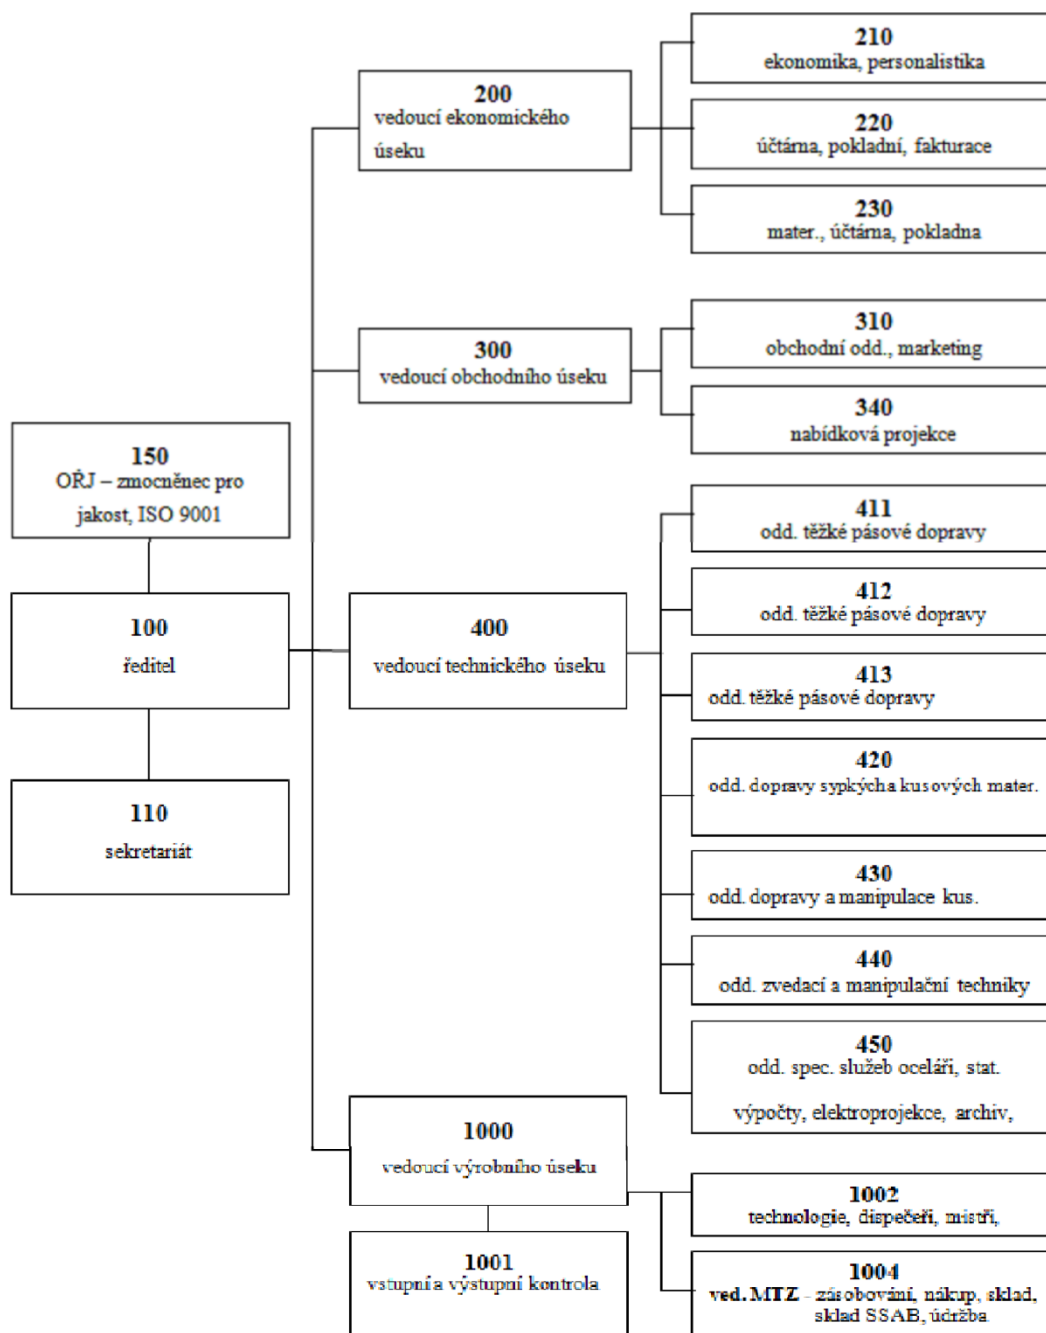 210
ekonomika, personalistika
200
vedoucí ekonomického
úseku
220
účtárna, pokladní, fakturace
230
mater., účtárna, pokladna
310
obchodní odd., marketing
300
vedoucí obchodního úseku
340
nabídková projekce
150
OŘJ – zmocněnec pro
jakost, ISO 9001
411
odd. těžké pásové dopravy
412
odd. těžké pásové dopravy
100
ředitel
400
vedoucí technického úseku
413
odd. těžké pásové dopravy
420
odd. dopravy sypkýcha kusových mater.
110
sekretariát
430
odd. dopravy a manipulace kus.
440
odd. zvedací a manipulační techniky
450
odd. spec. služeb oceláři, stat.
výpočty, elektroprojekce, archiv,
1000
vedoucí výrobního úseku
1002
technologie, dispečeři, mistři,
1001
vstupní a výstupní kontrola
1004
ved. MTZ - zásobování, nákup, sklad,
sklad SSAB, údržba